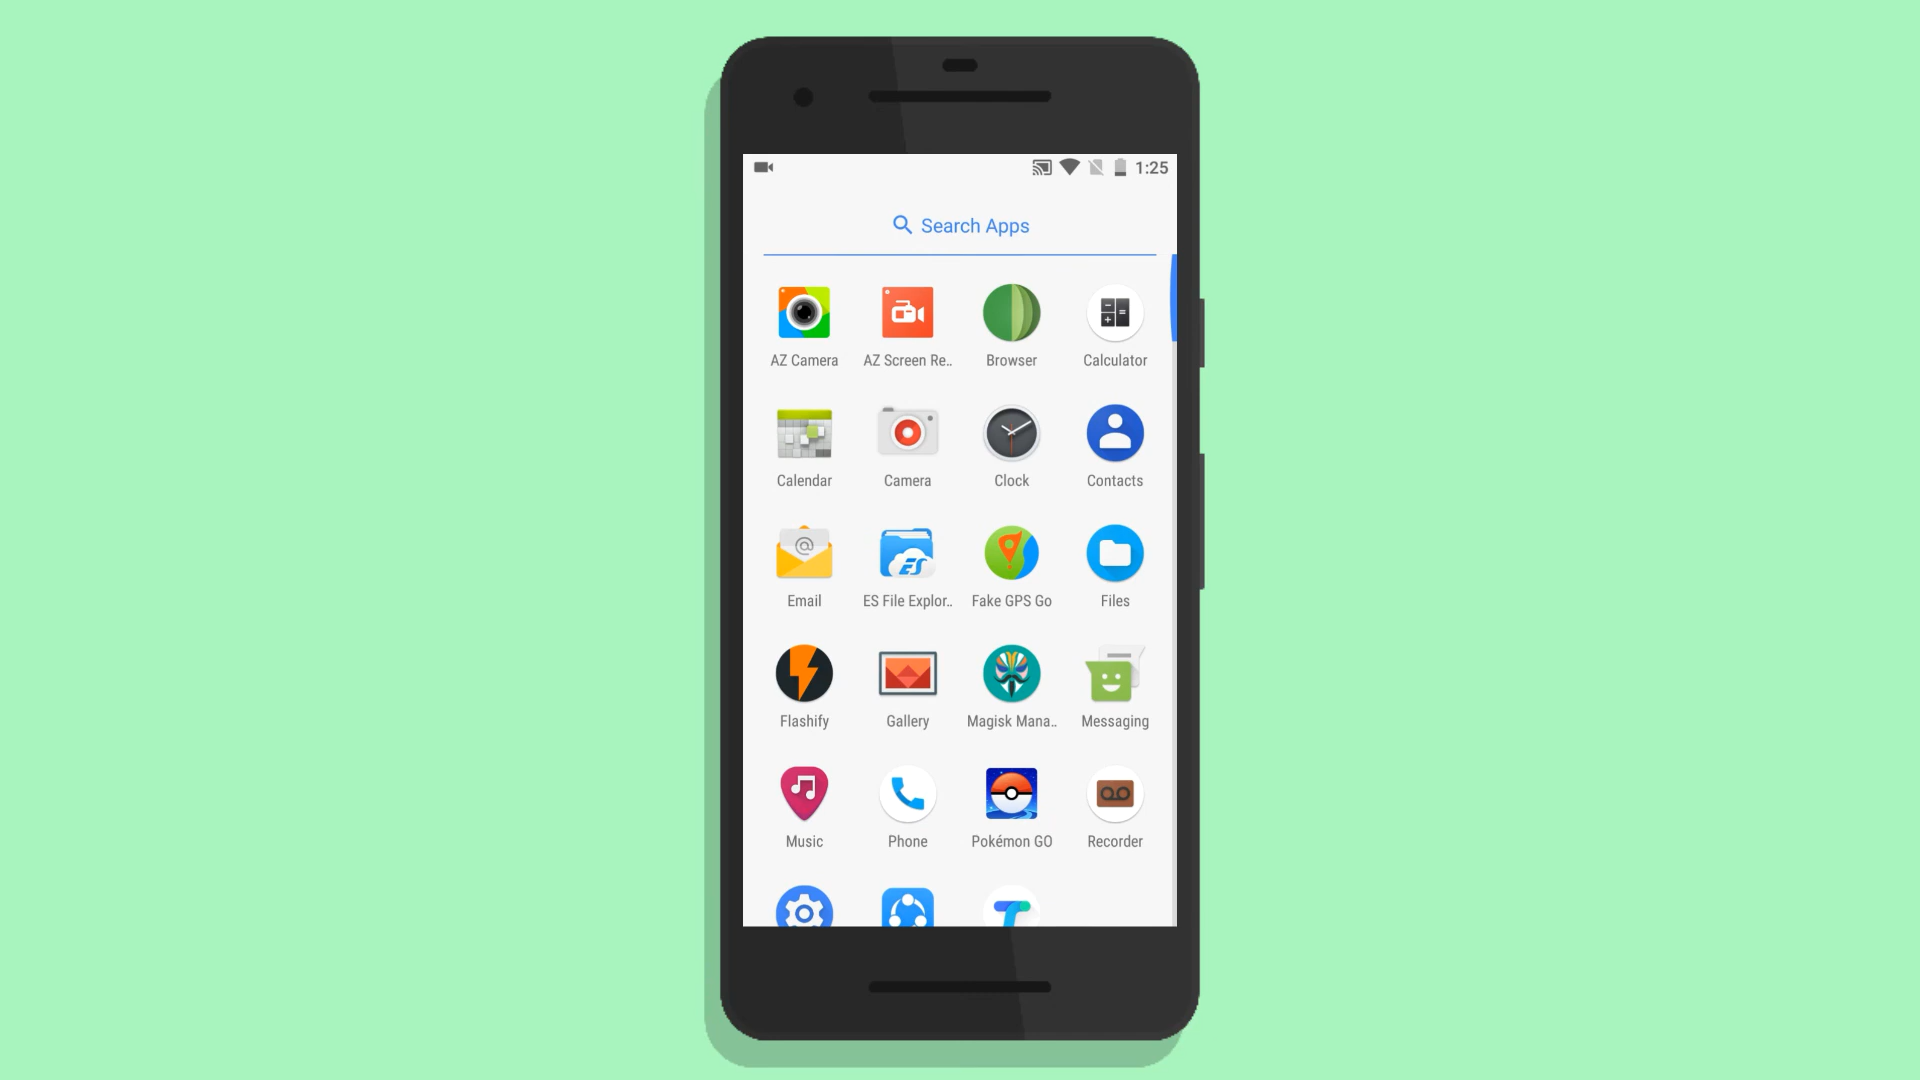 1:25
Search Apps
AZ Camera
AZ Screen Re..
Browser
Calculator
Calendar
Camera
Clock
Contacts
@
Email
ES
ES File Explor..
Fake GPS Go
Files
Flashify
Gallery
Magisk Mana..
Messaging
Music
Phone
Pokémon GO
Recorder